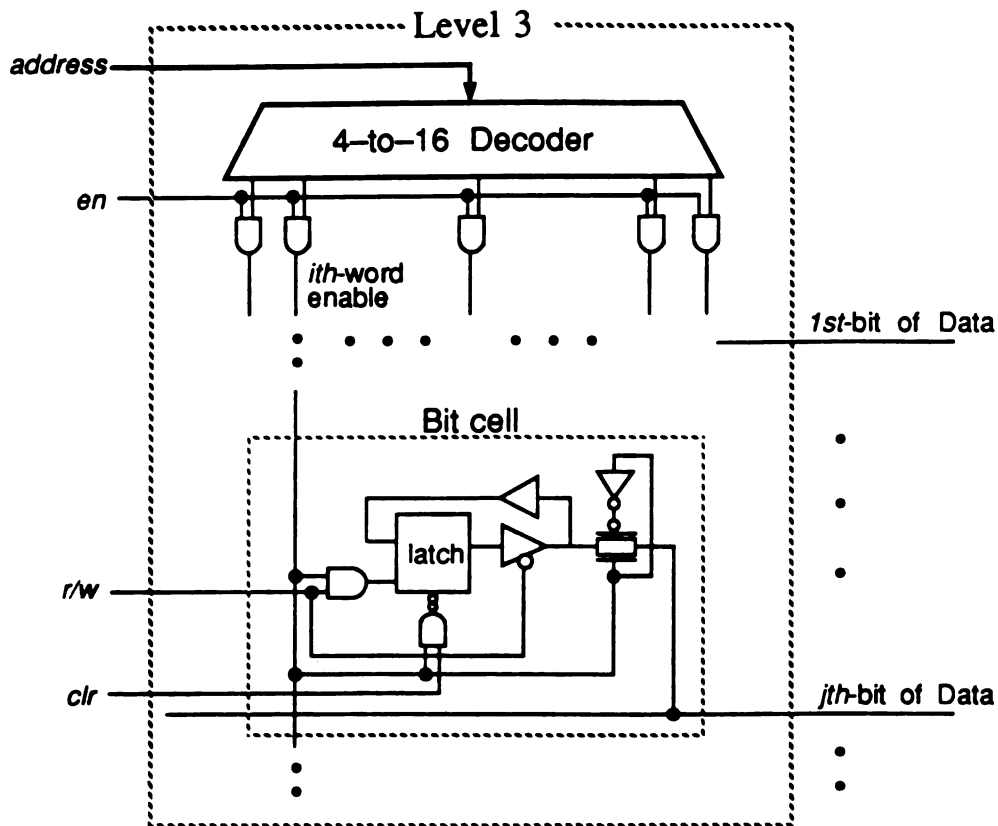 Level 3
address
4-to-16 Decoder
en
ith-word
enable
1st-bit of Data
Bit cell
latch
r/w
clr
jth-bit of Data